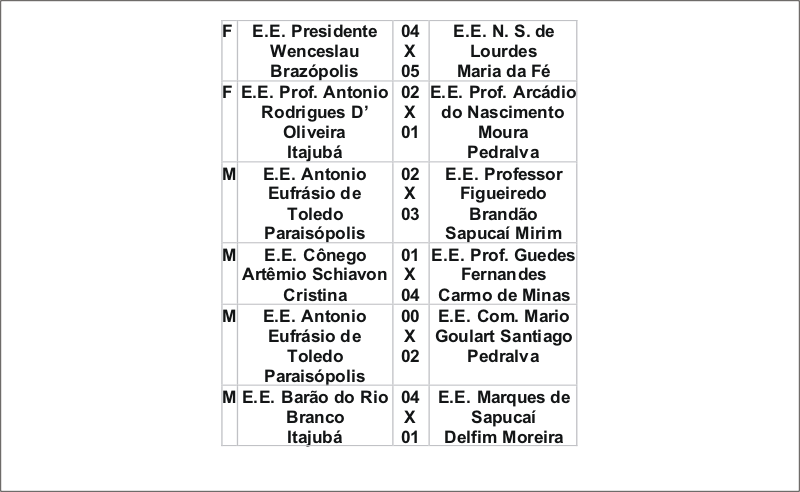 F E.E. Presidente 04 E.E. N. S. de
Wenceslau X Lourdes
Brazópolis 05 Maria da Fé
F E.E. Prof. Antonio 02 E.E. Prof. Arcádio
Rodrigues D’ X do Nascimento
Oliveira 01 Moura
Itajubá Pedralva
M E.E. Antonio 02 E.E. Professor
Eufrásio de X Figueiredo
Toledo 03 Brandão
Paraisópolis Sapucaí Mirim
M E.E. Cônego 01 E.E. Prof. Guedes
Artêmio Schiavon X Fernandes
Cristina 04 Carmo de Minas
M E.E. Antonio 00 E.E. Com. Mario
Eufrásio de X Goulart Santiago
Toledo 02 Pedralva
Paraisópolis
M E.E. Barão do Rio 04 E.E. Marques de
Branco X Sapucaí
Itajubá 01 Delfim Moreira